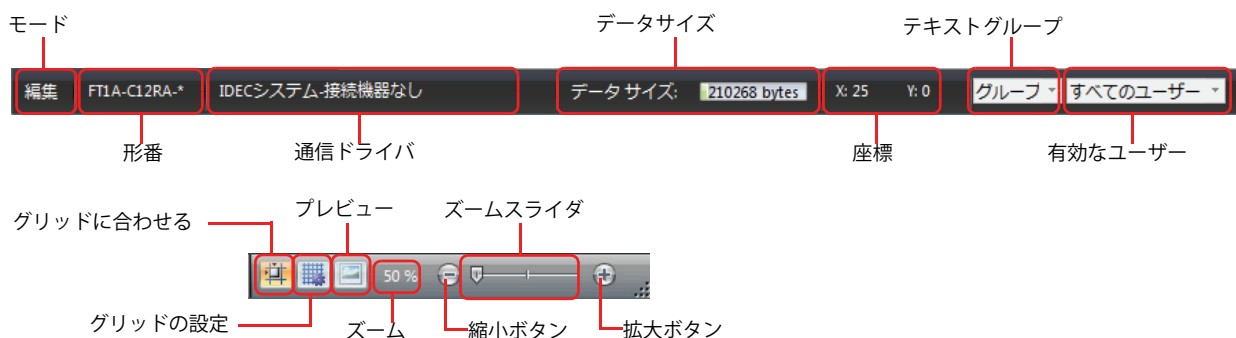 モード
データサイズ
テキストグループ
編集 FT1A-C12RA-* IDECシステム-接続機器なし データ サイズ: 210268 bytes X: 25 Y: 0 グループ すべてのユーザー
形番
通信ドライバ
座標
有効なユーザー
グリッドに合わせる
プレビュー
ズームスライダ
50 %
グリッドの設定
ズーム
縮小ボタン
拡大ボタン